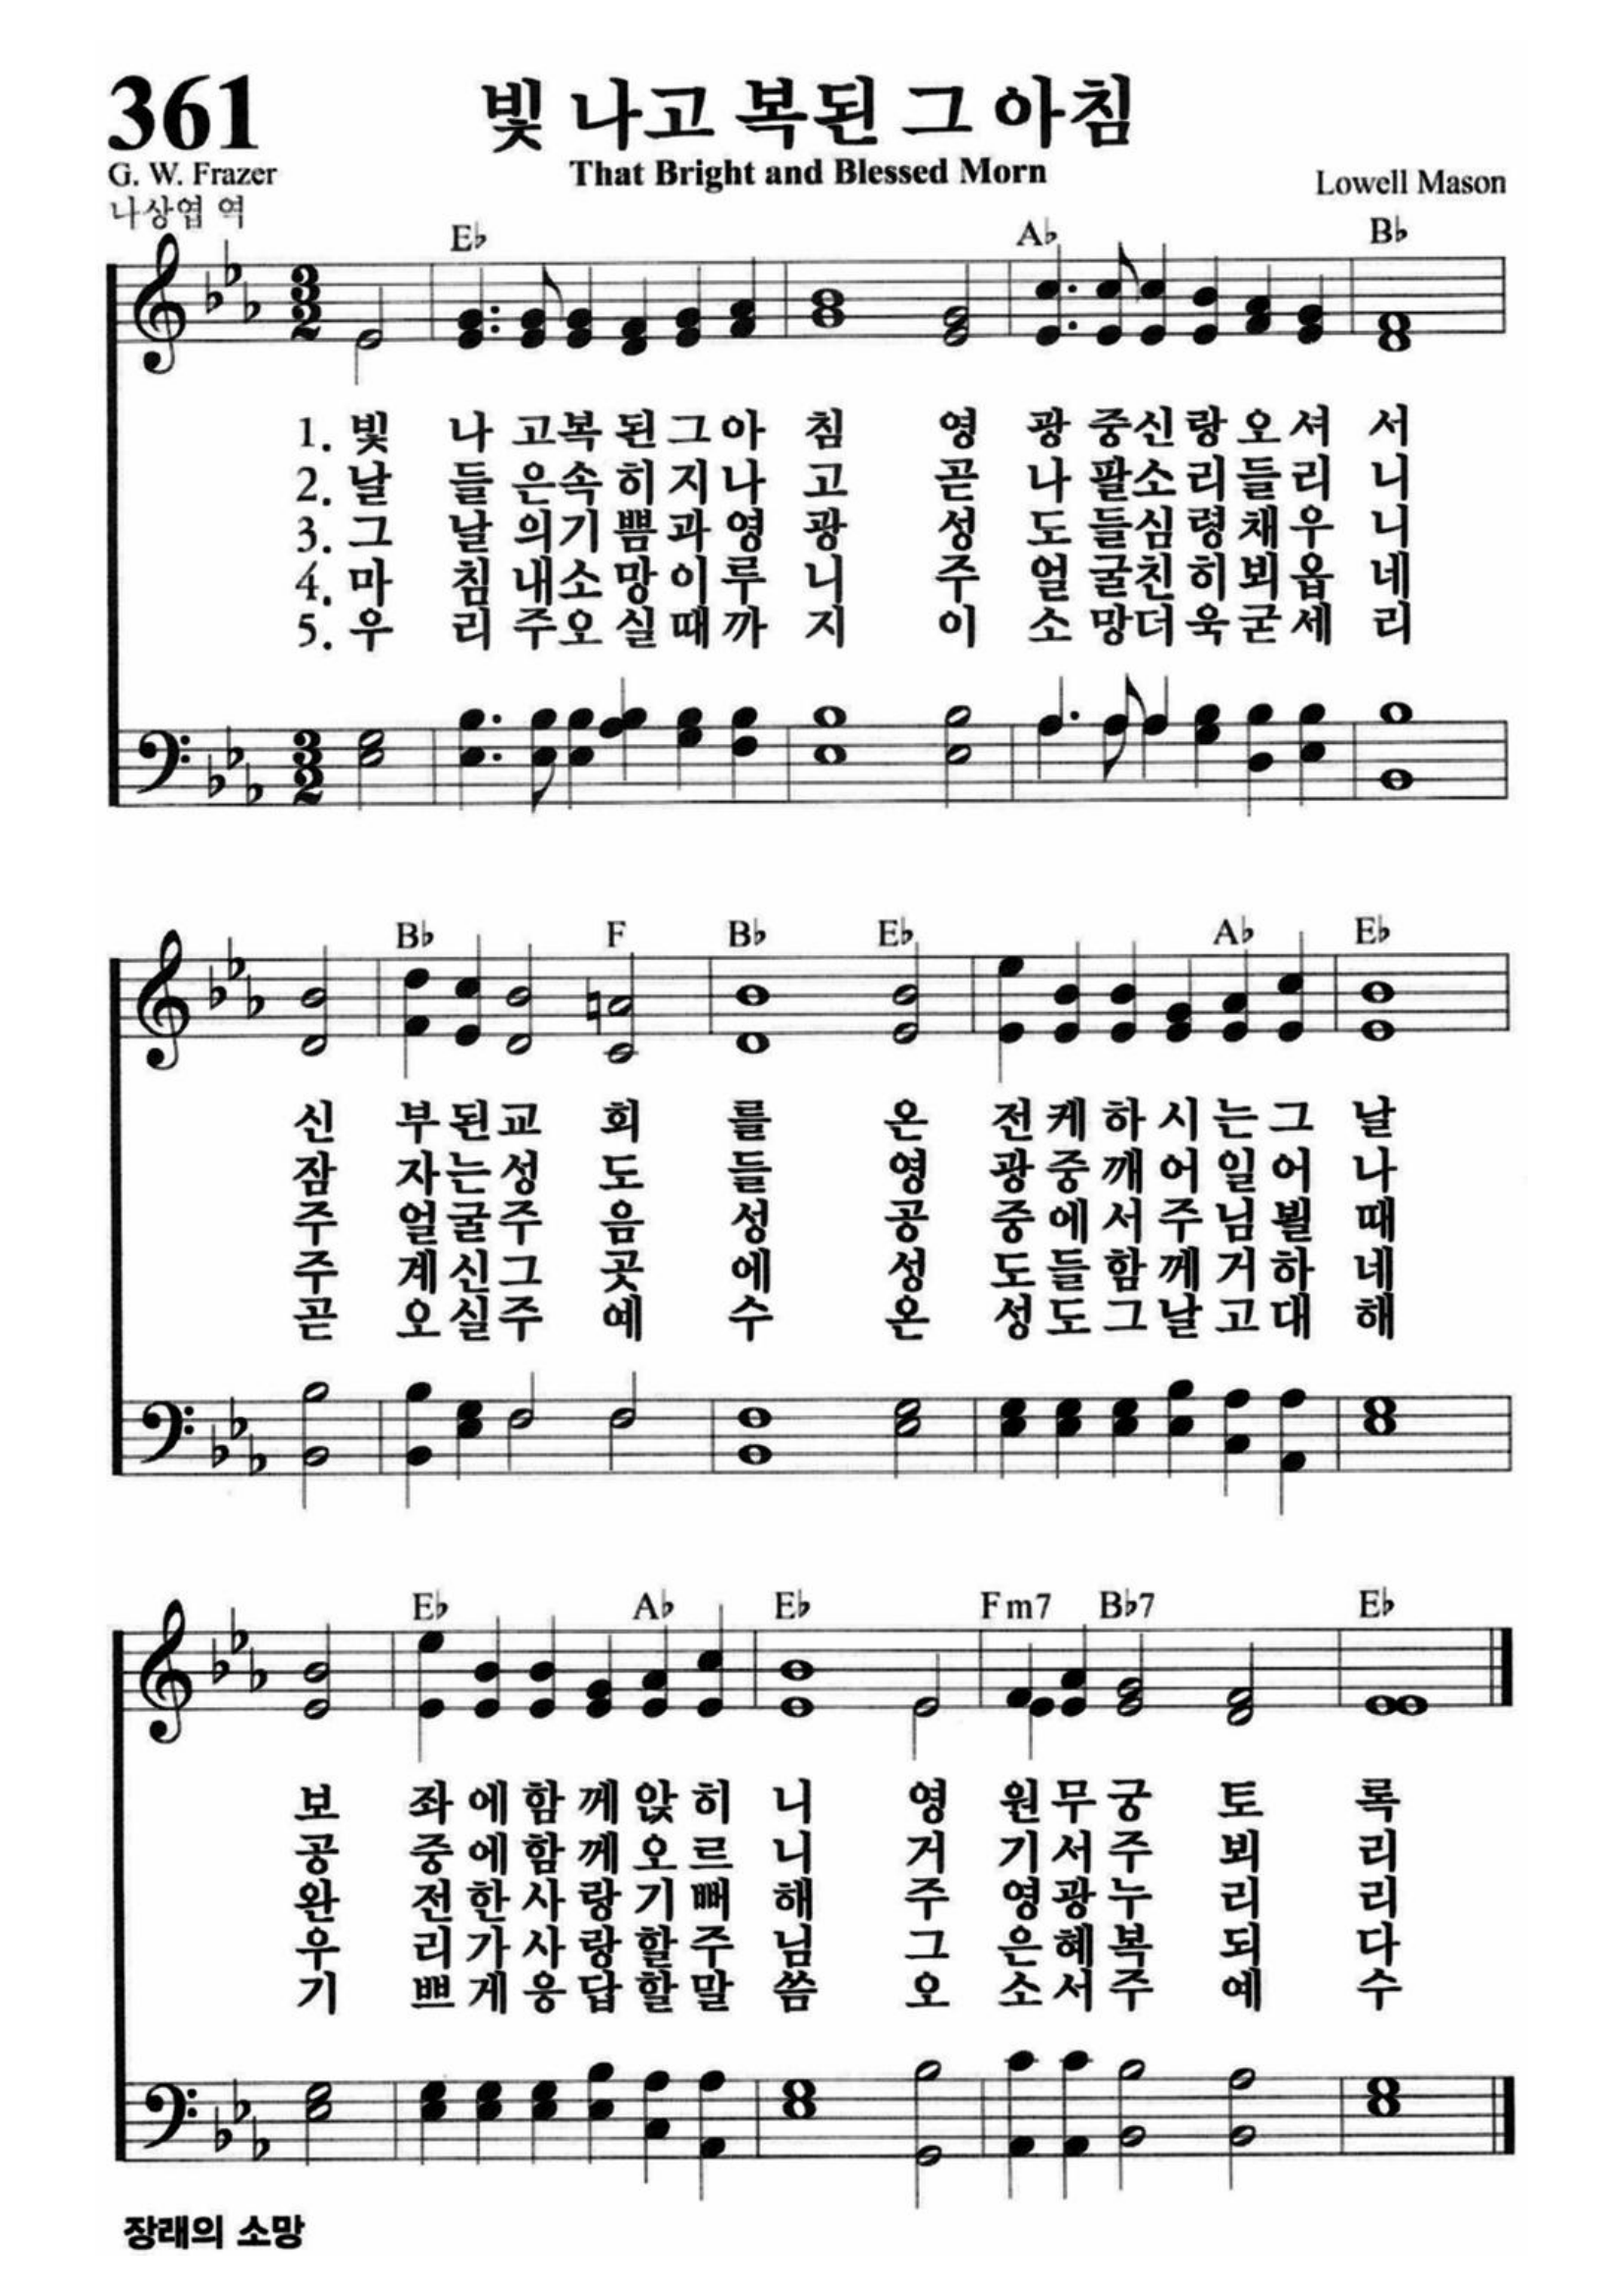 361
빛 나고 복된 그 아침
G. W. Frazer
That Bright and Blessed Morn
Lowell Mason
나상엽 역
E♭ A♭ B♭
1. 빛 나 고복 된그아 침 영 광 중신 랑오셔 서
2. 날 들 은속 히지나 고 곧 나 팔소 리들리 니
3. 그 날 의기 쁨과영 광 성 도 들심 령채우 니
4. 마 침 내소 망이루 니 주 얼 굴친 히뵈옵 네
5. 우 리 주오 실때까 지 이 소 망더 욱굳세 리
B♭ F B♭ E♭ A♭ E♭
신 부된교 회 를 온 전케하시는그 날
잠 자는성 도 들 영 광중깨어일어 나
주 얼굴주 음 성 공 중에서주님뵐 때
주 계신그 곳 에 성 도들함께거하 네
곧 오실주 예 수 온 성도그날고대 해
E♭ A♭ E♭ Fm7 B♭7 E♭
보 좌에함께앉히 니 영 원무궁 토 록
공 중에함께오르 니 거 기서주 뵈 리
완 전한사랑기뻐 해 주 영광누 리 리
우 리가사랑할주 님 그 은혜복 되 다
기 쁘게응답할말 씀 오 소서주 예 수
장래의 소망